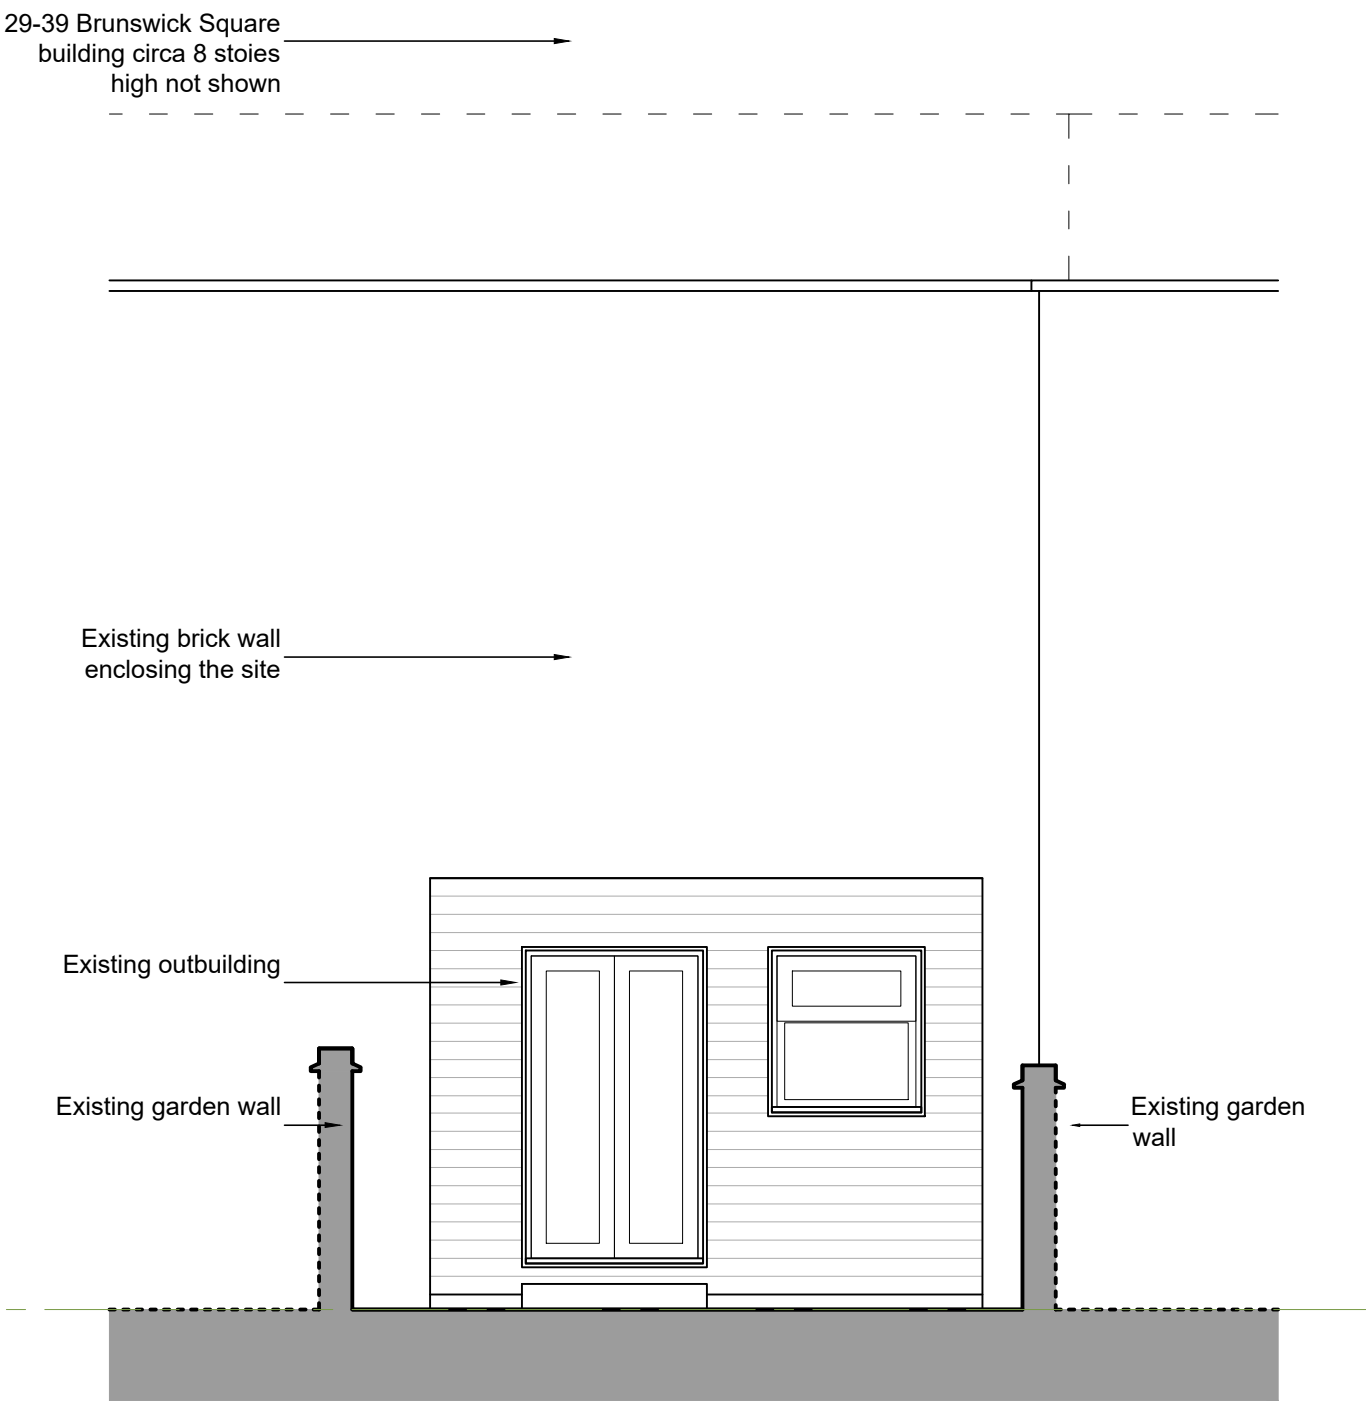 29-39 Brunswick Square
building circa 8 stoies
high not shown
Existing brick wall
enclosing the site
Existing outbuilding
Existing garden wall
Existing garden
wall